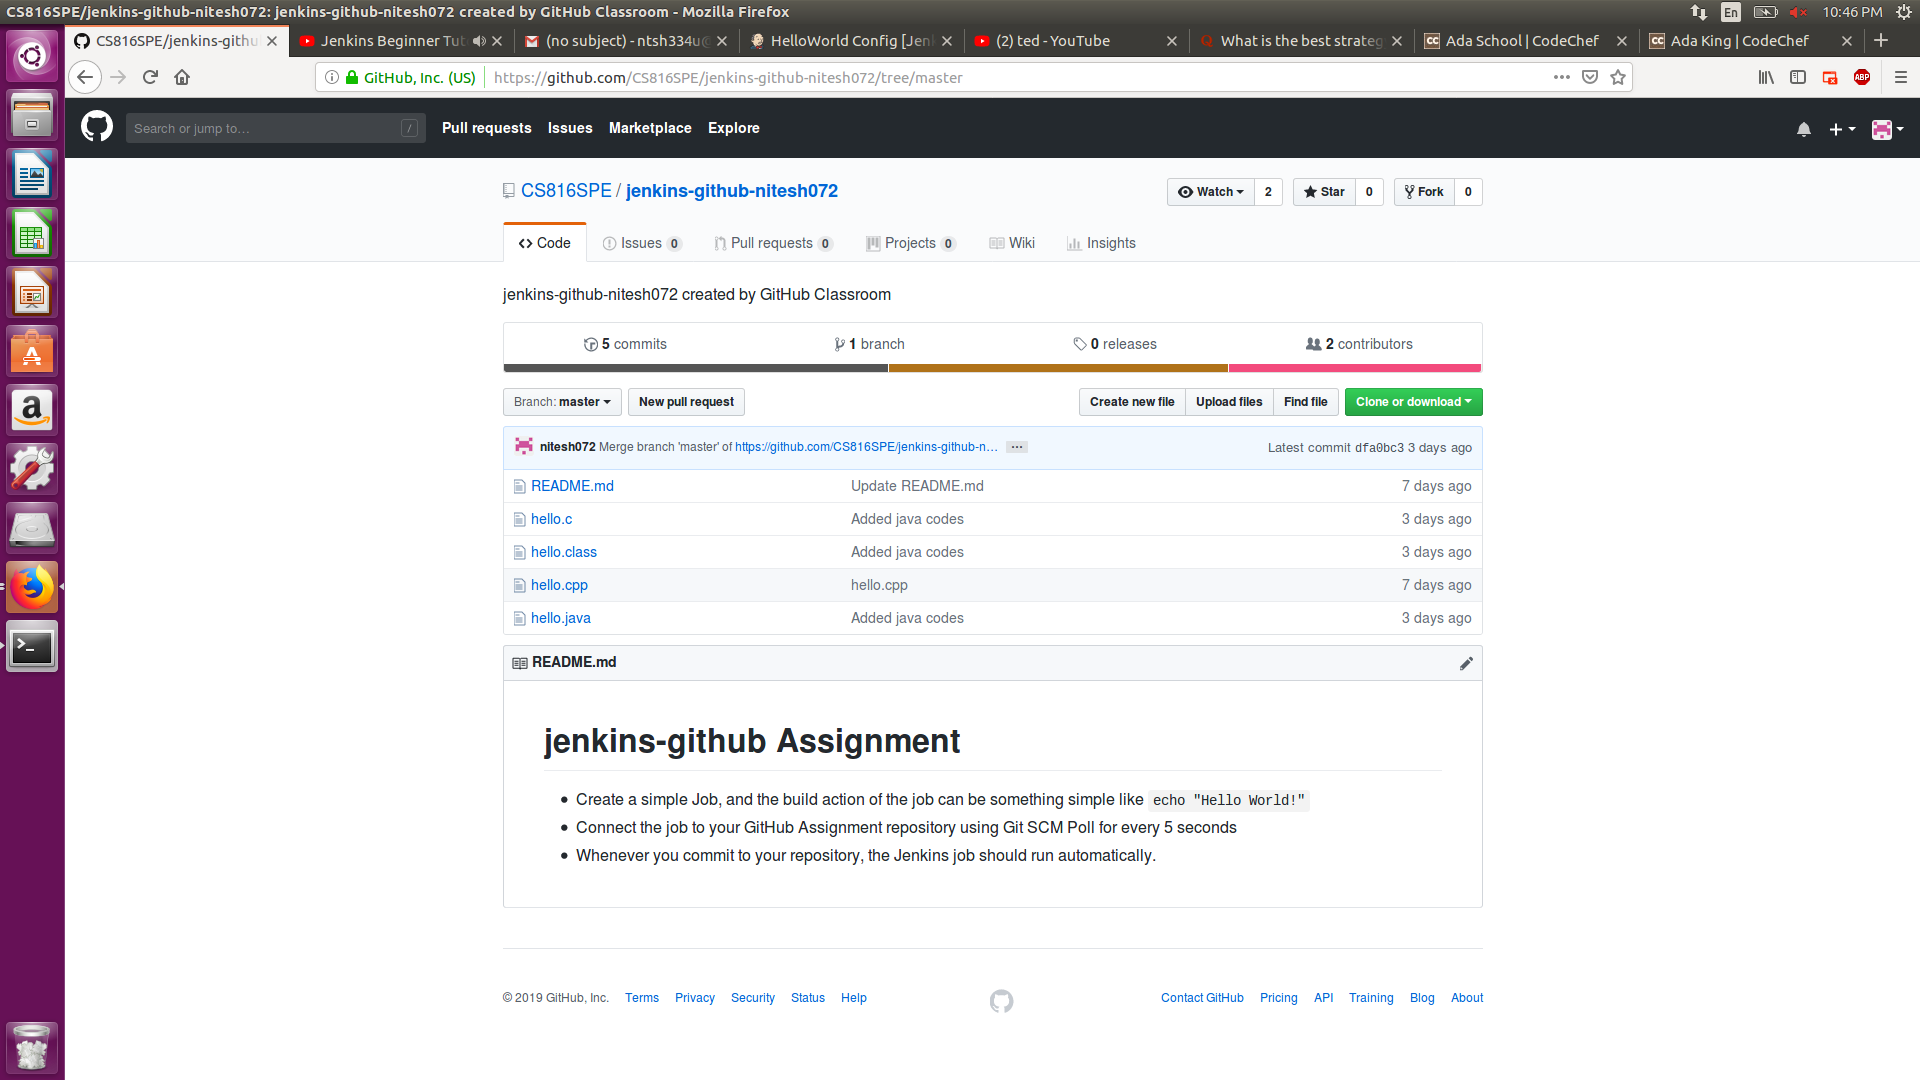 CS816SPE/jenkins-github-nitesh072: jenkins-github-nitesh072 created by GitHub Classroom - Mozilla Firefox
En
10:46 PM
CS816SPE/jenkins-githu
Jenkins Beginner Tut
(no subject) - ntsh334u@
HelloWorld Config [Jen
(2) ted - YouTube
What is the best strateg
Ada School | CodeChef
Ada King | CodeChef
GitHub, Inc. (US)
https://github.com/CS816SPE/jenkins-github-nitesh072/tree/master
ABP
Search or jump to…
/
Pull requests Issues Marketplace Explore
CS816SPE / jenkins-github-nitesh072
Watch 2
Star 0
Fork 0
Code
Issues 0
Pull requests 0
Projects 0
Wiki
Insights
jenkins-github-nitesh072 created by GitHub Classroom
5 commits
1 branch
0 releases
2 contributors
Branch: master
New pull request
Create new file
Upload files
Find file
Clone or download
nitesh072 Merge branch 'master' of https://github.com/CS816SPE/jenkins-github-n… …
Latest commit dfa0bc3 3 days ago
README.md Update README.md 7 days ago
hello.c Added java codes 3 days ago
hello.class Added java codes 3 days ago
hello.cpp hello.cpp 7 days ago
hello.java Added java codes 3 days ago
README.md
jenkins-github Assignment
• Create a simple Job, and the build action of the job can be something simple like echo "Hello World!"
• Connect the job to your GitHub Assignment repository using Git SCM Poll for every 5 seconds
• Whenever you commit to your repository, the Jenkins job should run automatically.
© 2019 GitHub, Inc. Terms Privacy Security Status Help
Contact GitHub Pricing API Training Blog About